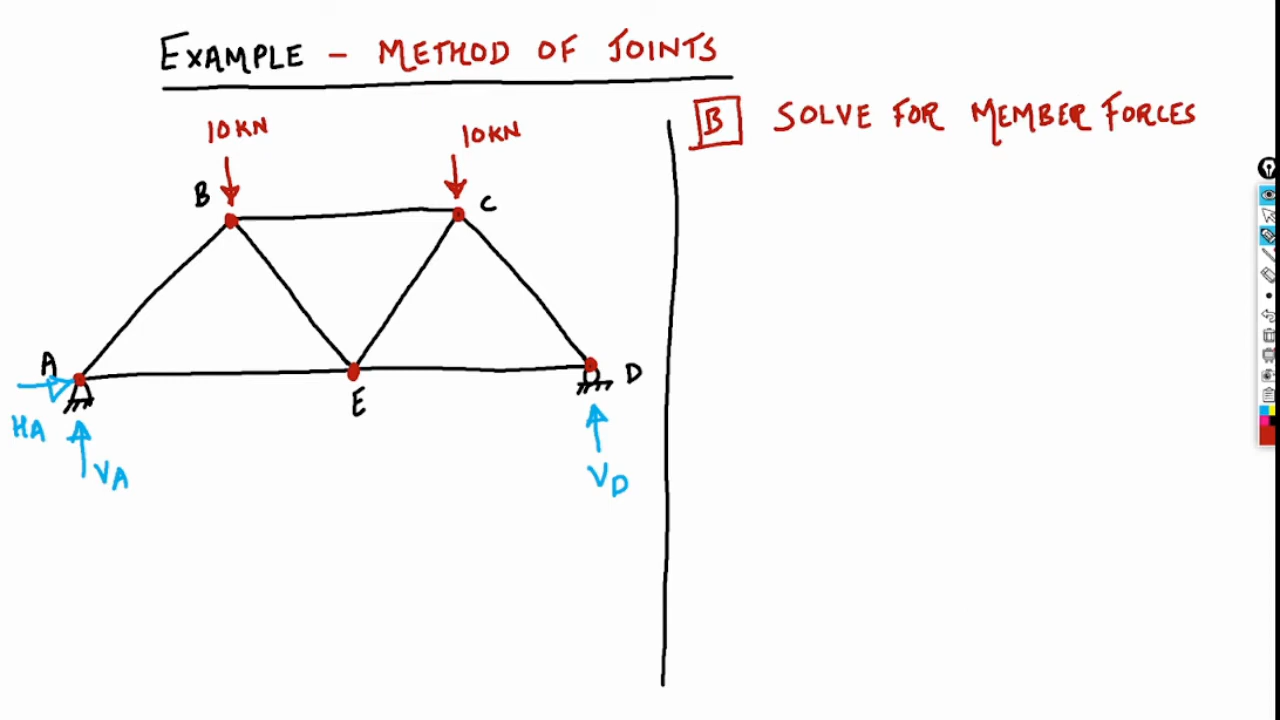 EXAMPLE - METHOD OF JOINTS
B SOLVE FOR MEMBER FORCES
10KN
10KN
B
C
A
E
D
HA
VA
VD